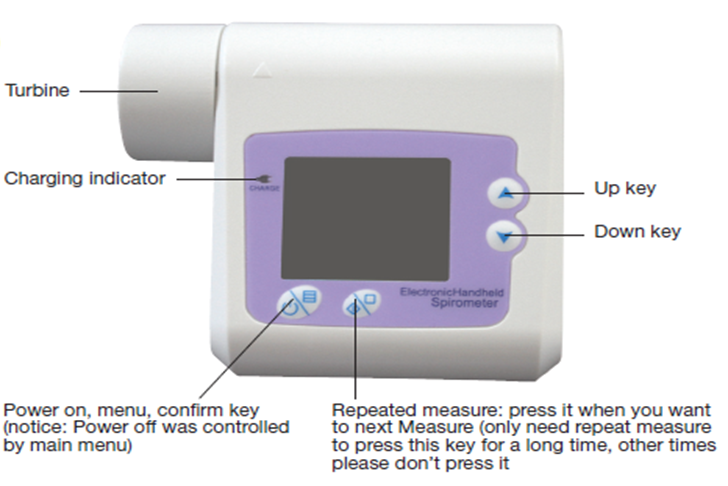 Turbine
Charging indicator
CHARGE
Up key
Down key
ElectronicHandheld
Spirometer
Power on, menu, confirm key
(notice: Power off was controlled
by main menu)
Repeated measure: press it when you want
to next Measure (only need repeat measure
to press this key for a long time, other times
please don’t press it